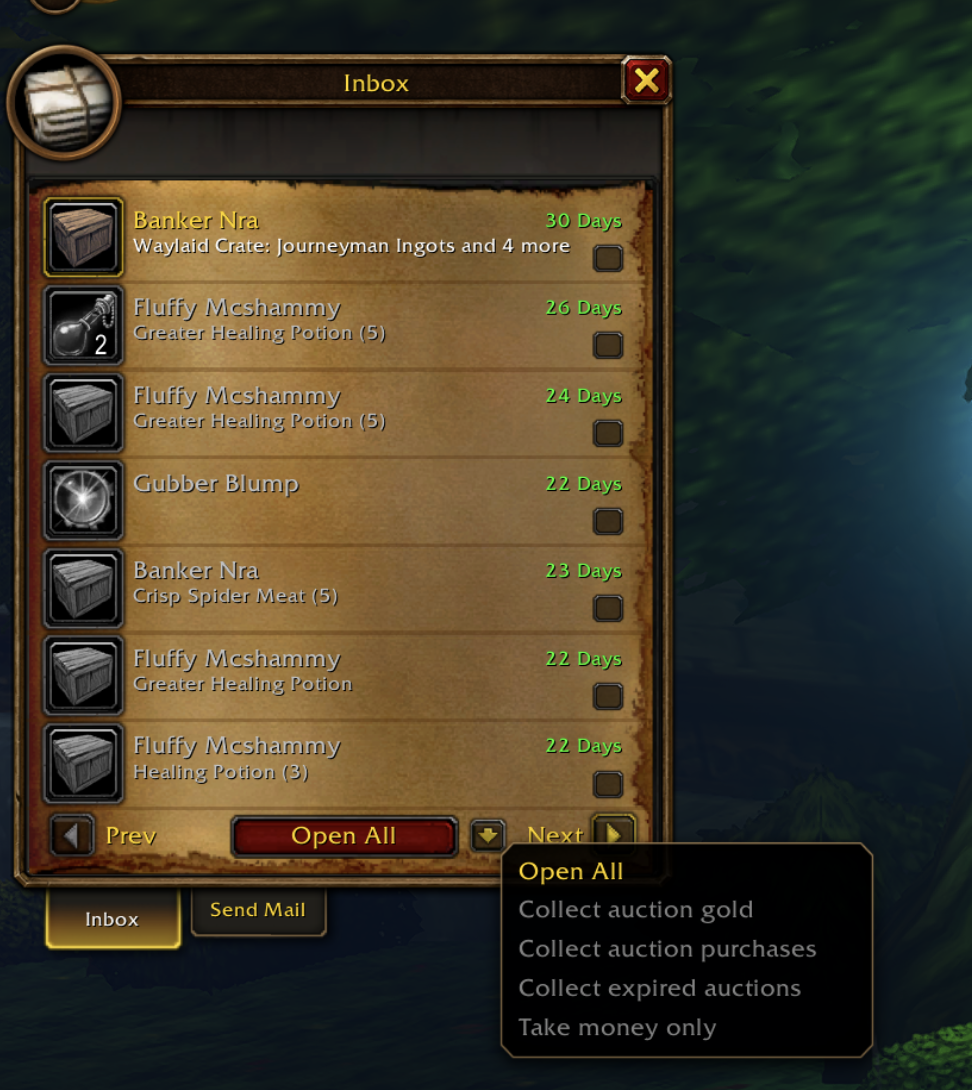 Inbox
Banker Nra
30 Days
Waylaid Crate: Journeyman Ingots and 4 more
Fluffy Mcshammy
26 Days
Greater Healing Potion (5)
2
Fluffy Mcshammy
24 Days
Greater Healing Potion (5)
Gubber Blump
22 Days
Banker Nra
23 Days
Crisp Spider Meat (5)
Fluffy Mcshammy
22 Days
Greater Healing Potion
Fluffy Mcshammy
22 Days
Healing Potion (3)
Prev
Open All
Next
Open All
Collect auction gold
Collect auction purchases
Collect expired auctions
Take money only
Inbox
Send Mail